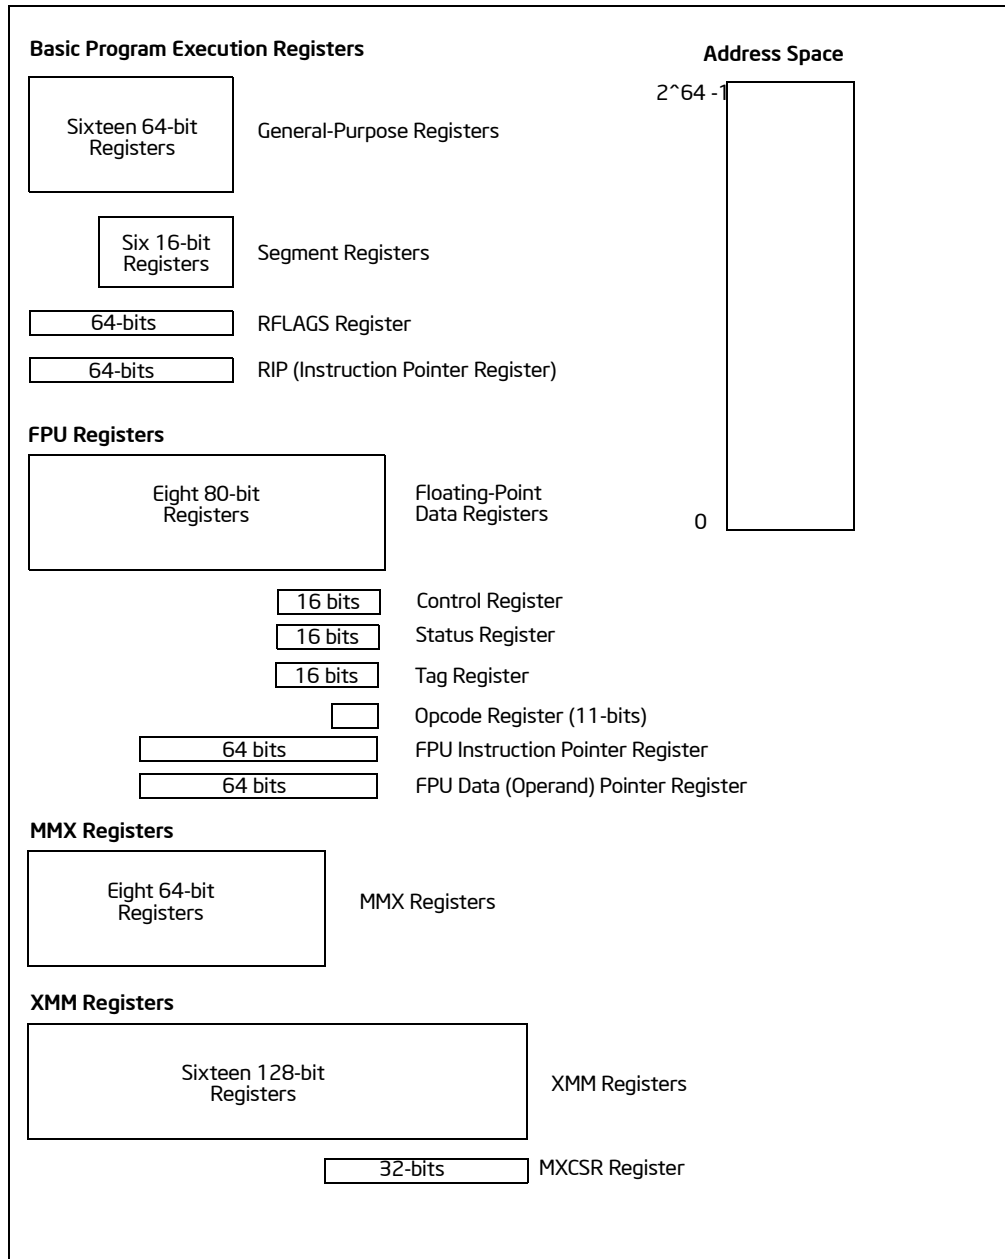 Basic Program Execution Registers
Address Space
2^64 -1
Sixteen 64-bit
Registers
General-Purpose Registers
Six 16-bit
Registers
Segment Registers
64-bits
RFLAGS Register
64-bits
RIP (Instruction Pointer Register)
FPU Registers
Eight 80-bit
Registers
Floating-Point
Data Registers
0
16 bits
Control Register
16 bits
Status Register
16 bits
Tag Register
Opcode Register (11-bits)
64 bits
FPU Instruction Pointer Register
64 bits
FPU Data (Operand) Pointer Register
MMX Registers
Eight 64-bit
Registers
MMX Registers
XMM Registers
Sixteen 128-bit
Registers
XMM Registers
32-bits
MXCSR Register